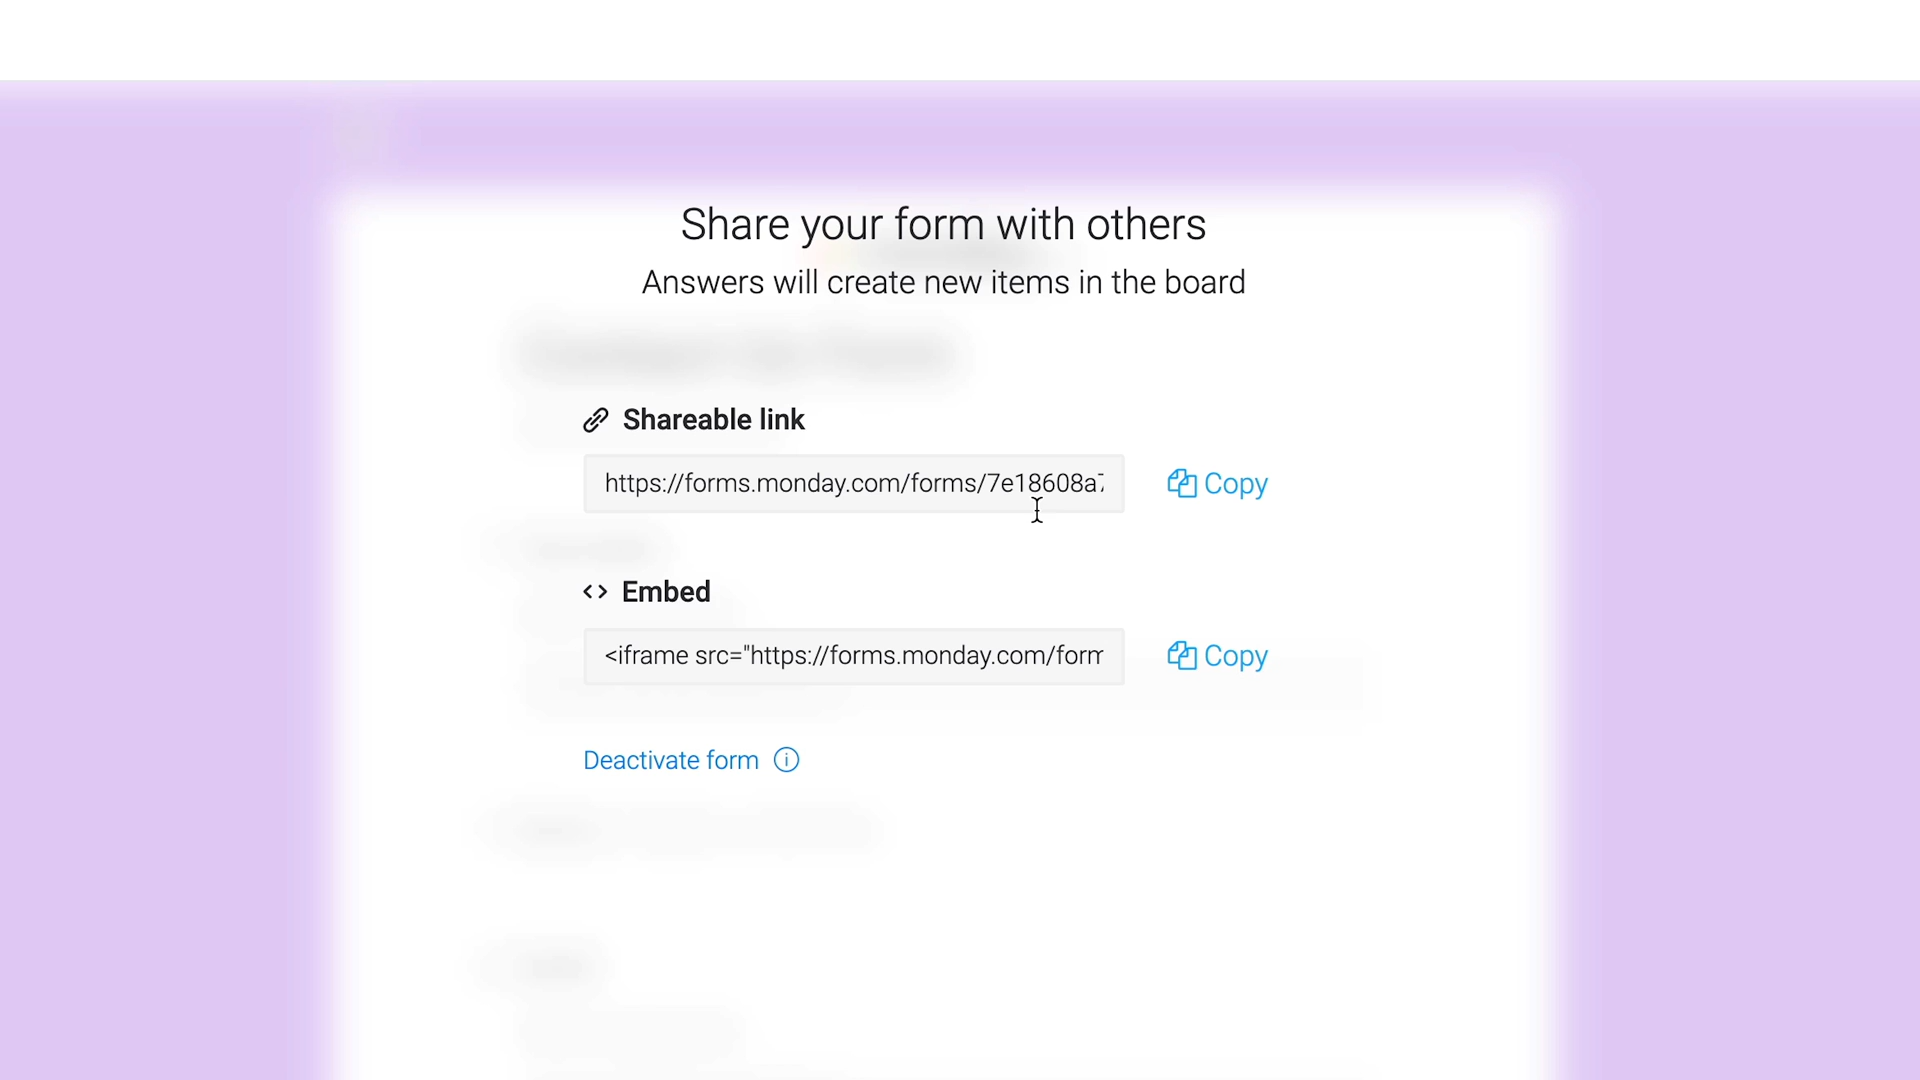 Share your form with others
Answers will create new items in the board
Shareable link
https://forms.monday.com/forms/7e18608a7
Copy
Embed
<iframe src="https://forms.monday.com/form
Copy
Deactivate form